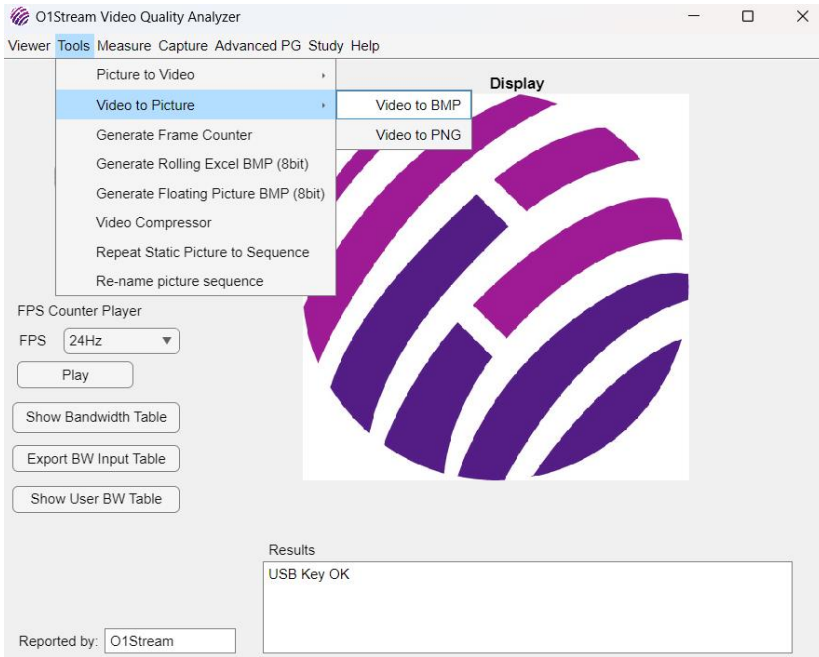 O1Stream Video Quality Analyzer
Viewer Tools Measure Capture Advanced PG Study Help
Picture to Video
Video to Picture
Video to BMP
Video to PNG
Generate Frame Counter
Generate Rolling Excel BMP (8bit)
Generate Floating Picture BMP (8bit)
Video Compressor
Repeat Static Picture to Sequence
Re-name picture sequence
Display
FPS Counter Player
FPS 24Hz
Play
Show Bandwidth Table
Export BW Input Table
Show User BW Table
Results
USB Key OK
Reported by: O1Stream